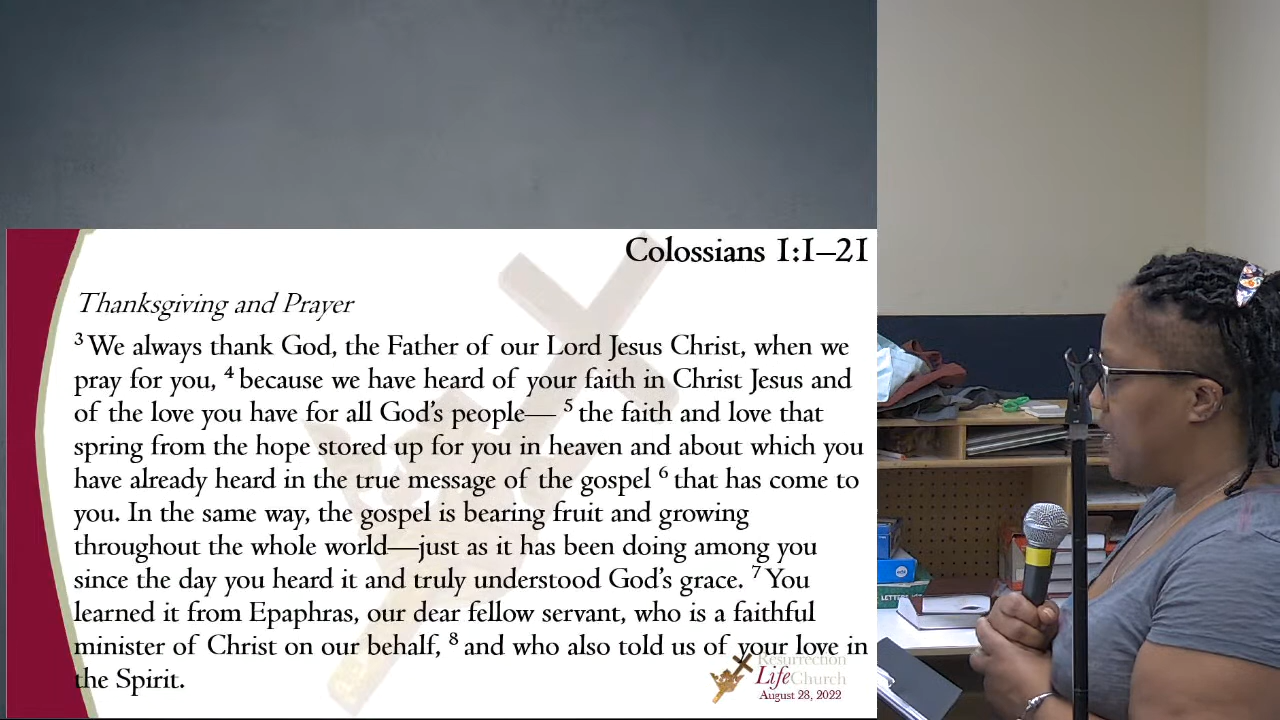 Colossians 1:1–21
Thanksgiving and Prayer
3 We always thank God, the Father of our Lord Jesus Christ, when we
pray for you, 4 because we have heard of your faith in Christ Jesus and
of the love you have for all God’s people— 5 the faith and love that
spring from the hope stored up for you in heaven and about which you
have already heard in the true message of the gospel 6 that has come to
you. In the same way, the gospel is bearing fruit and growing
throughout the whole world—just as it has been doing among you
since the day you heard it and truly understood God’s grace. 7 You
learned it from Epaphras, our dear fellow servant, who is a faithful
minister of Christ on our behalf, 8 and who also told us of your love in
the Spirit.
Resurrection
LifeChurch
August 28, 2022